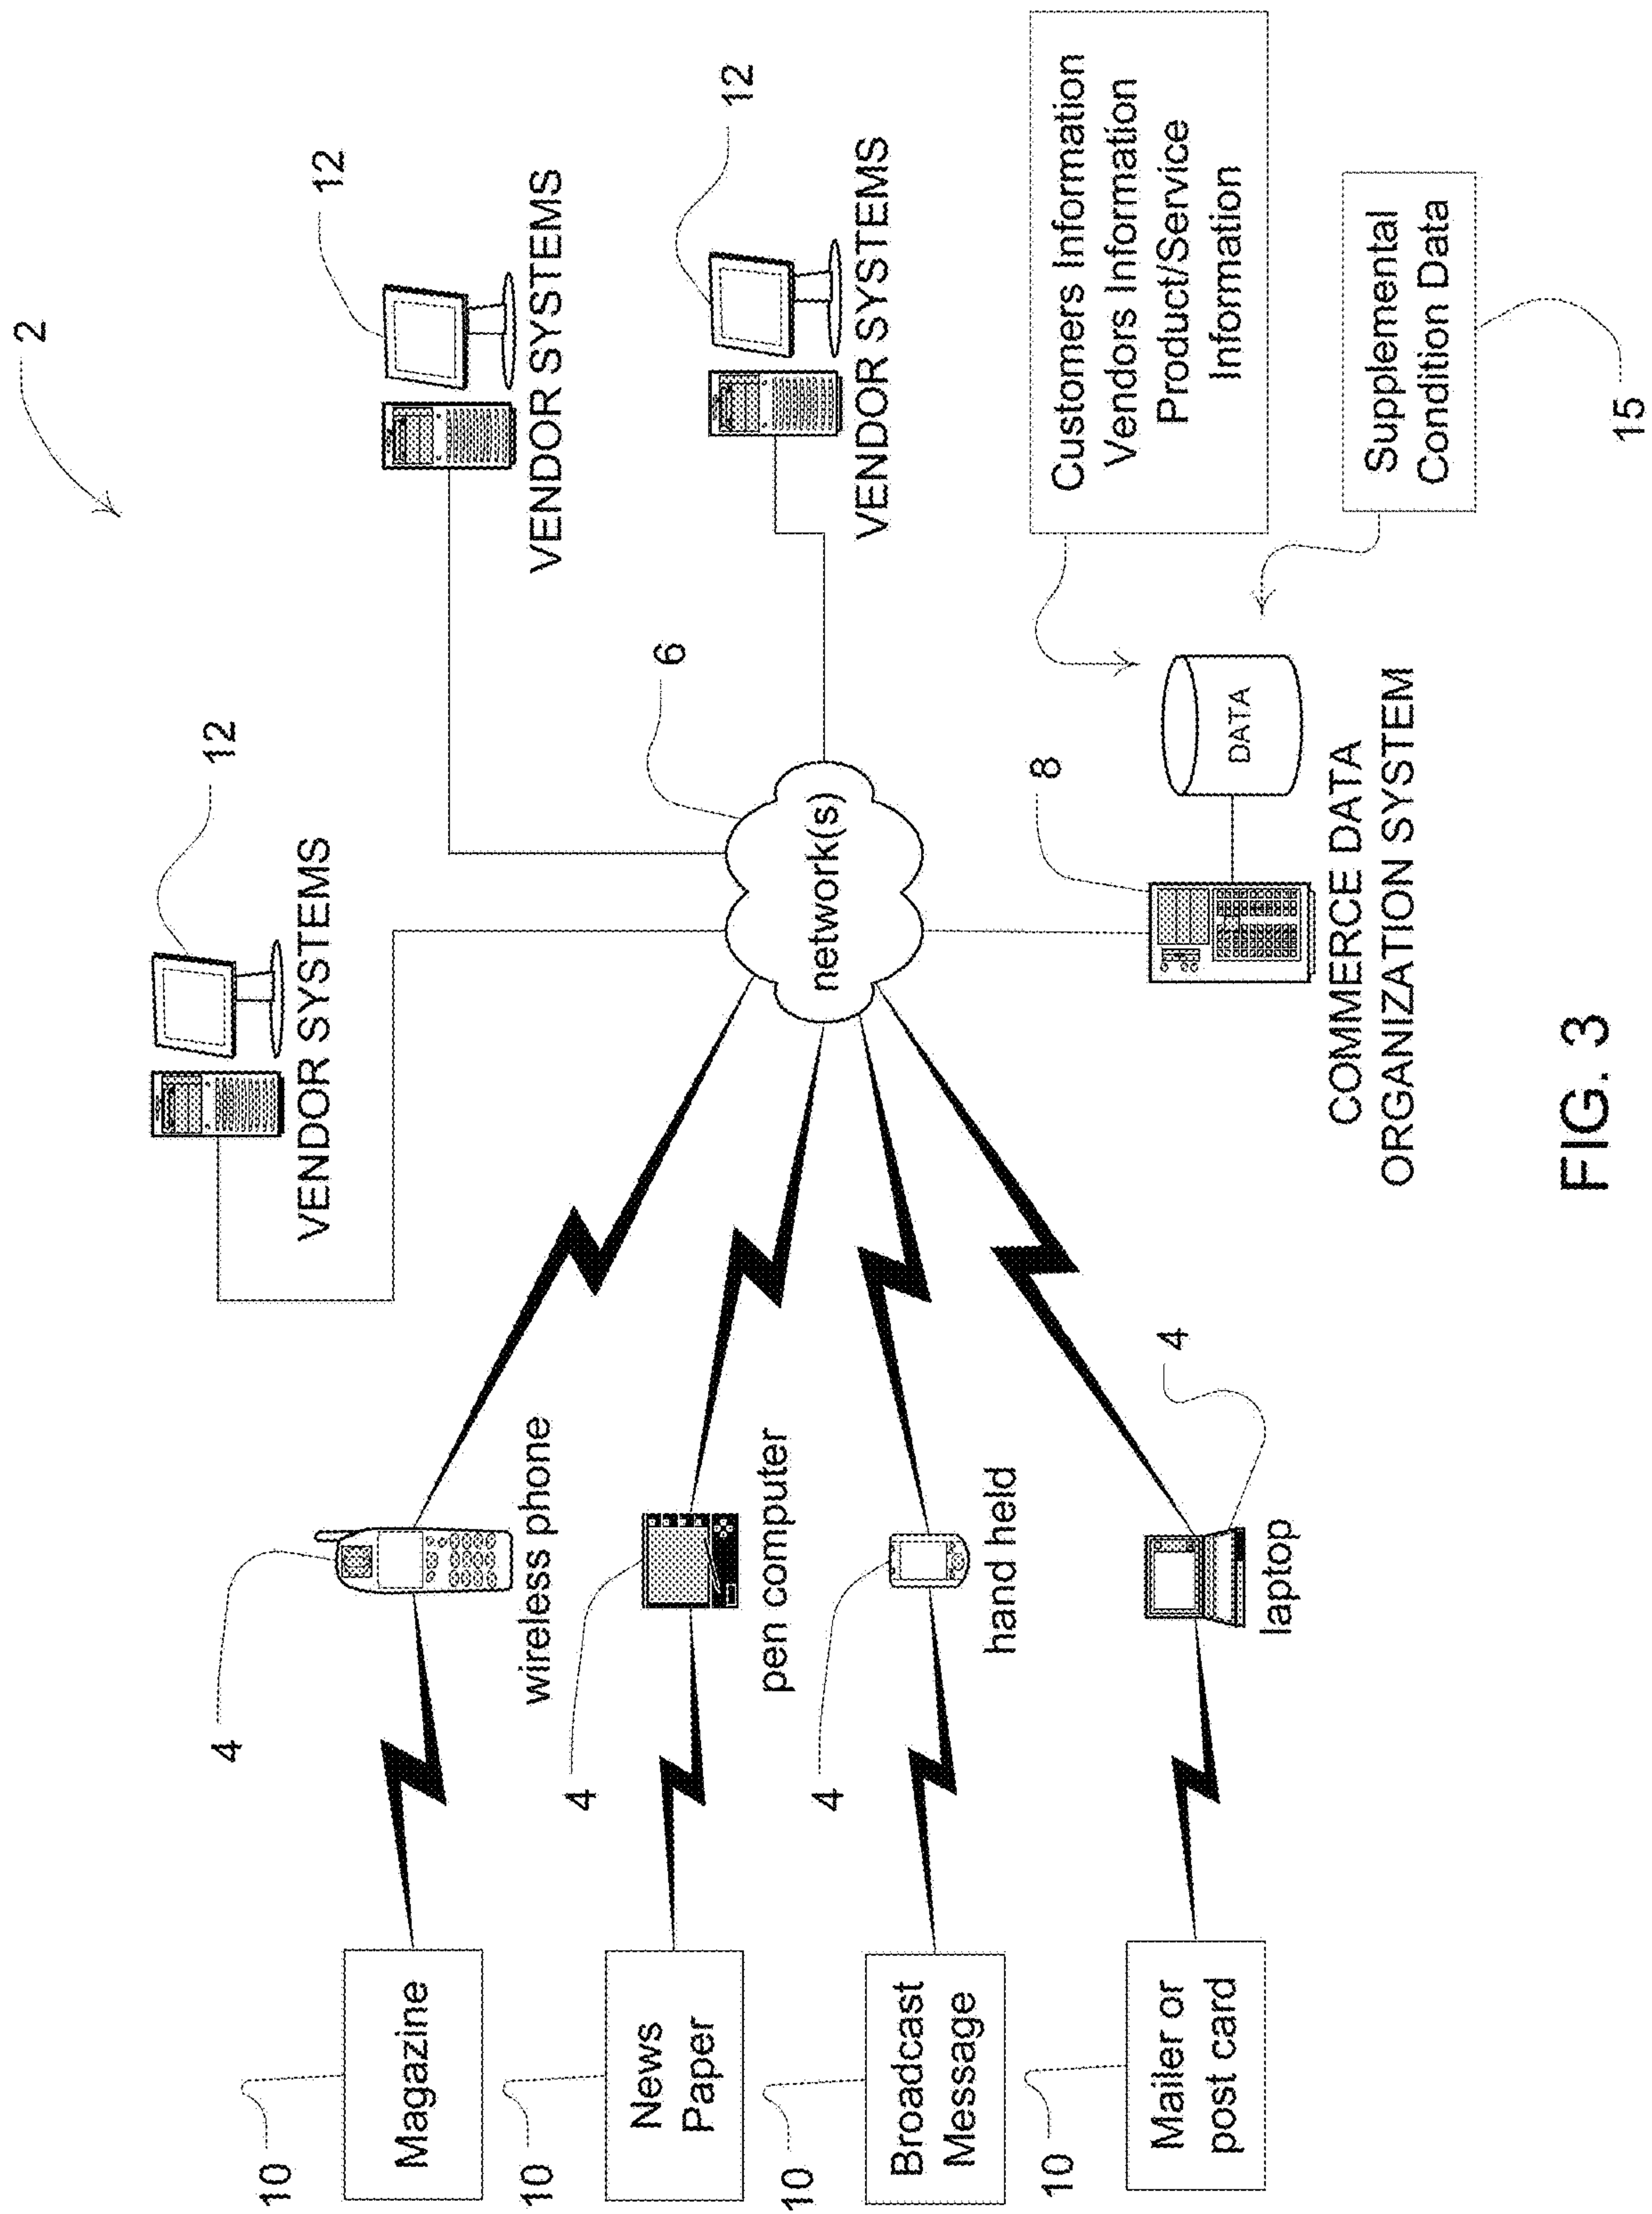 2
12
VENDOR SYSTEMS
12
VENDOR SYSTEMS
12
VENDOR SYSTEMS
10
Magazine
4
wireless phone
10
News
Paper
4
pen computer
6
network(s)
10
Broadcast
Message
4
hand held
10
Mailer or
post card
4
laptop
8
DATA
COMMERCE DATA
ORGANIZATION SYSTEM
Customers Information
Vendors Information
Product/Service
Information
Supplemental
Condition Data
15
FIG. 3